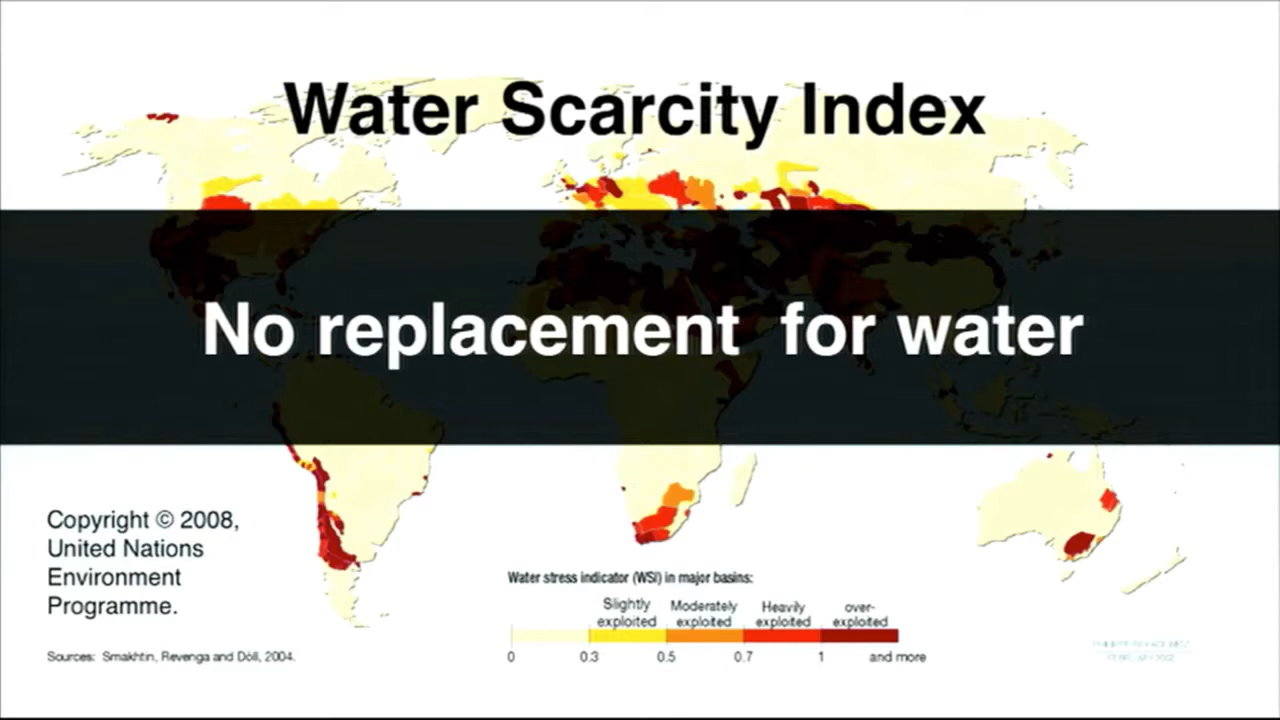 Water Scarcity Index
No replacement for water
Copyright © 2008,
United Nations
Environment
Programme.
Water stress indicator (WSI) in major basins:
Slightly exploited
Moderately exploited
Heavily exploited
over-exploited
0 0.3 0.5 0.7 1 and more
Sources: Smakhtin, Revenga and Döll, 2004.
FEBRUARY 2002